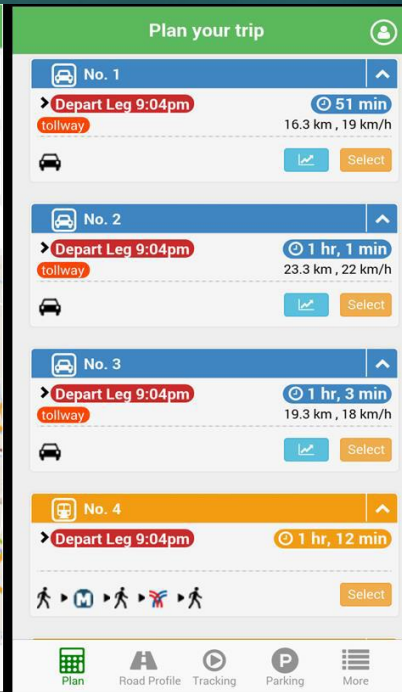 Plan your trip
No. 1
Depart Leg 9:04pm 51 min
tollway 16.3 km , 19 km/h
Select
No. 2
Depart Leg 9:04pm 1 hr, 1 min
tollway 23.3 km , 22 km/h
Select
No. 3
Depart Leg 9:04pm 1 hr, 3 min
tollway 19.3 km , 18 km/h
Select
No. 4
Depart Leg 9:04pm 1 hr, 12 min
M Select
P
Plan Road Profile Tracking Parking More